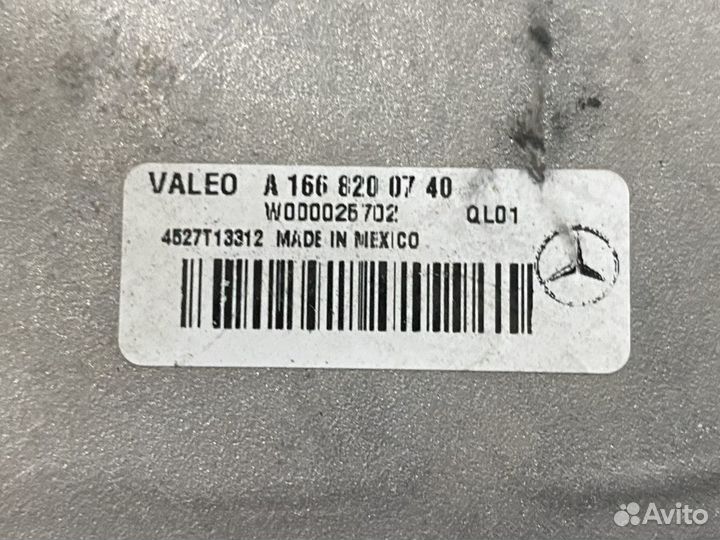 VALEO A 166 820 07 40
W000025702 QL01
4527T13312 MADE IN MEXICO
Avito